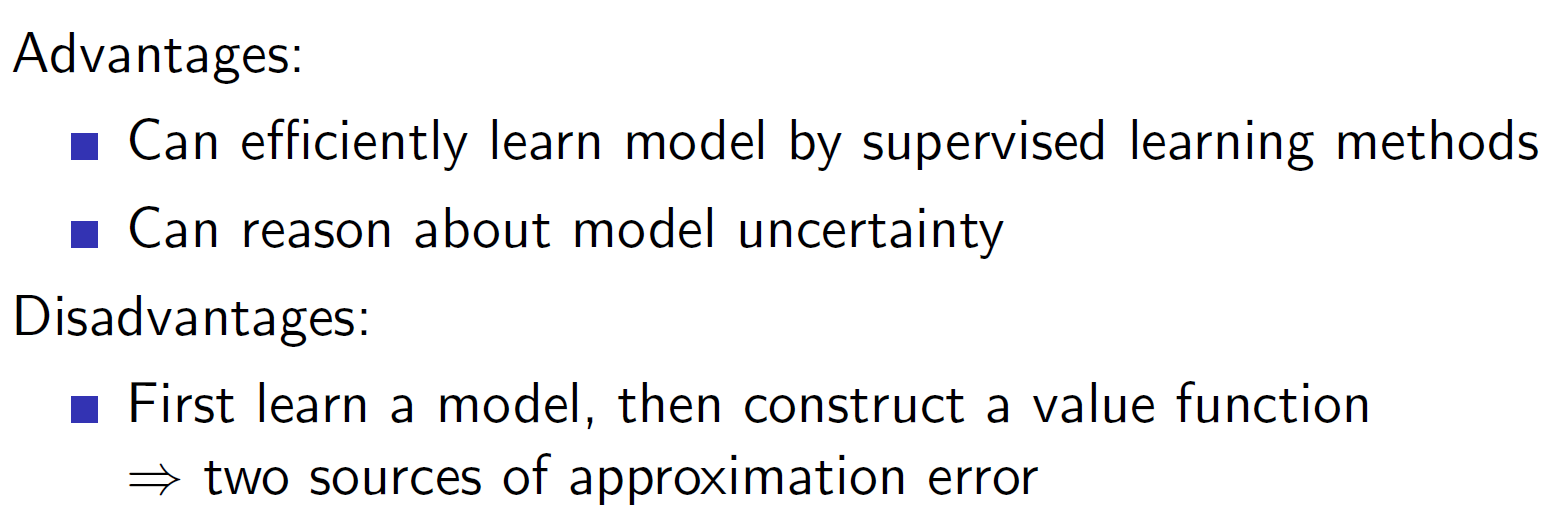 Advantages:
Can efficiently learn model by supervised learning methods
Can reason about model uncertainty
Disadvantages:
First learn a model, then construct a value function
⇒ two sources of approximation error